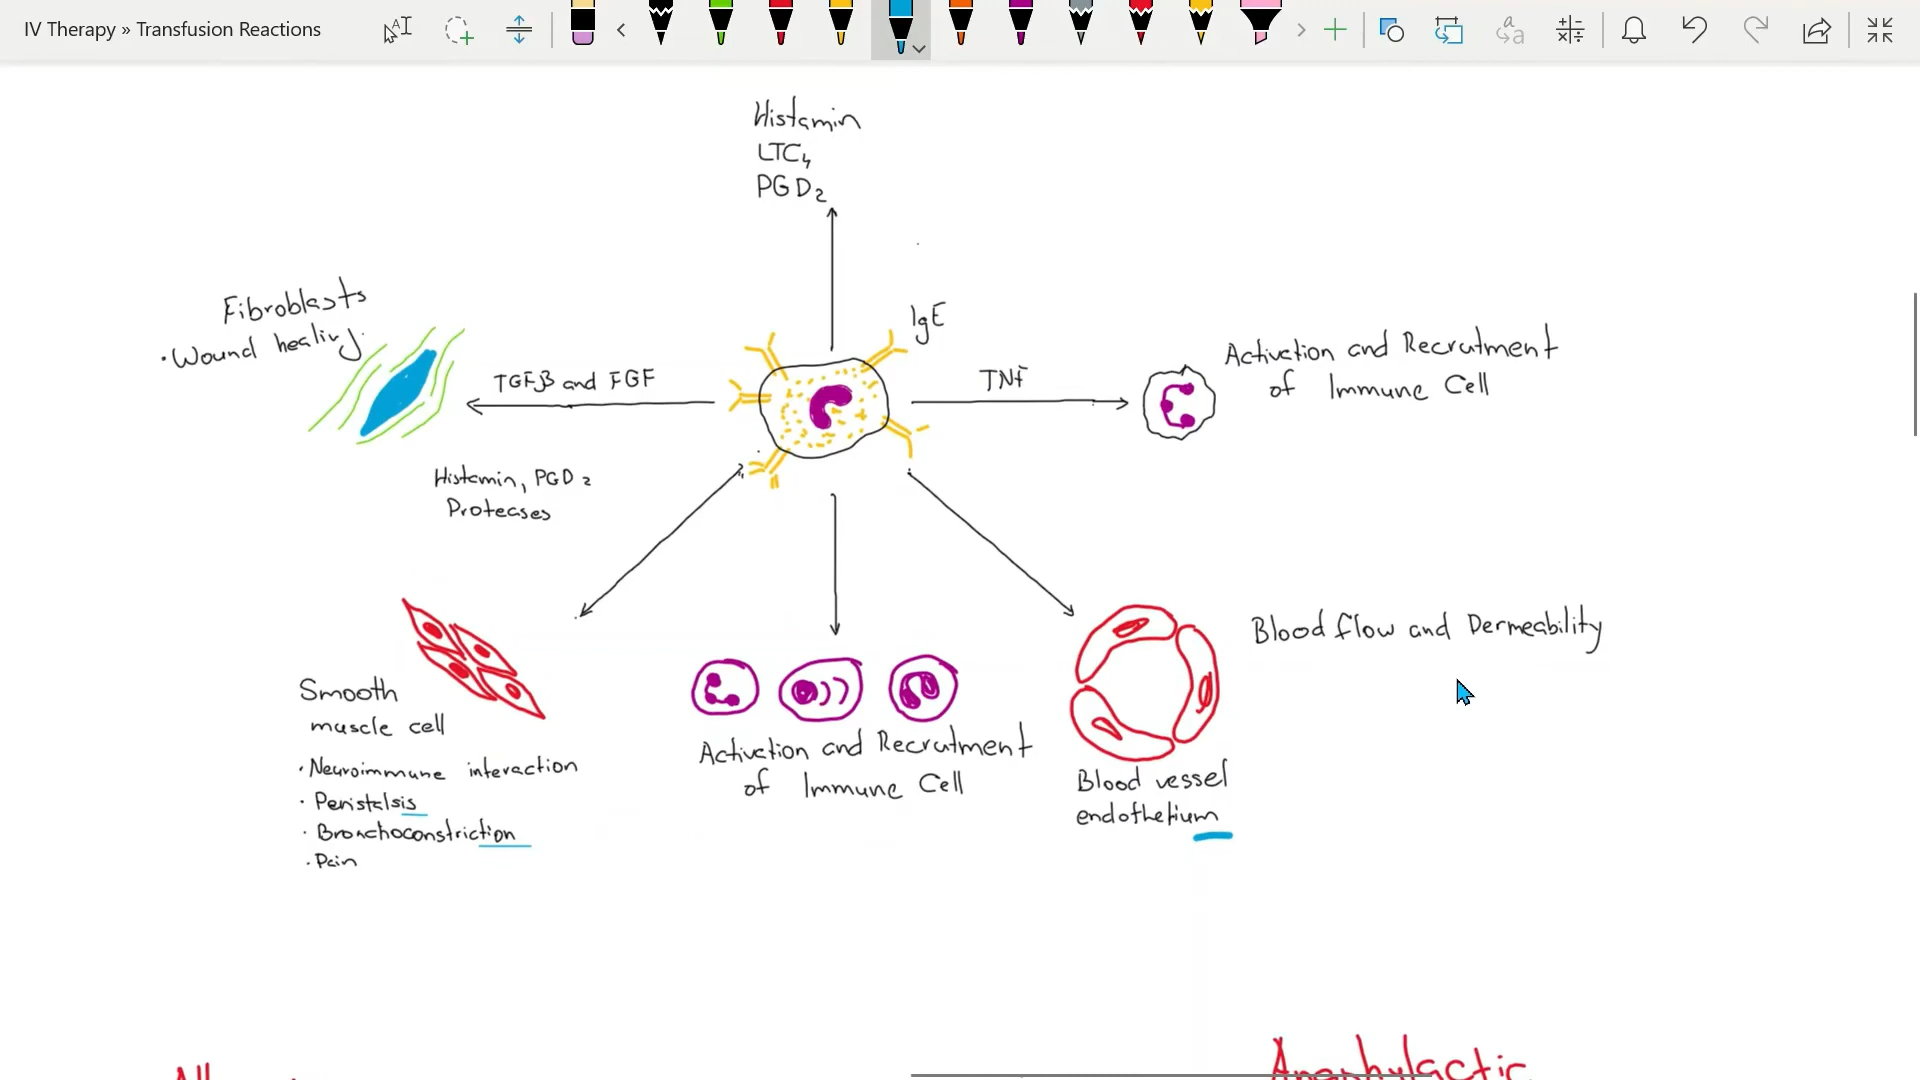 IV Therapy » Transfusion Reactions
Histamin
LTC4
PGD2
IgE
Fibroblasts
• Wound healing
TGFβ and FGF
TNF
Activation and Recrutment
of Immune Cell
Histamin, PGD2
Proteases
Smooth
muscle cell
• Neuroimmune interaction
• Peristalsis
• Bronchoconstriction
• Pain
Activation and Recrutment
of Immune Cell
Blood flow and Permeability
Blood vessel
endothelium
Anaphylactic